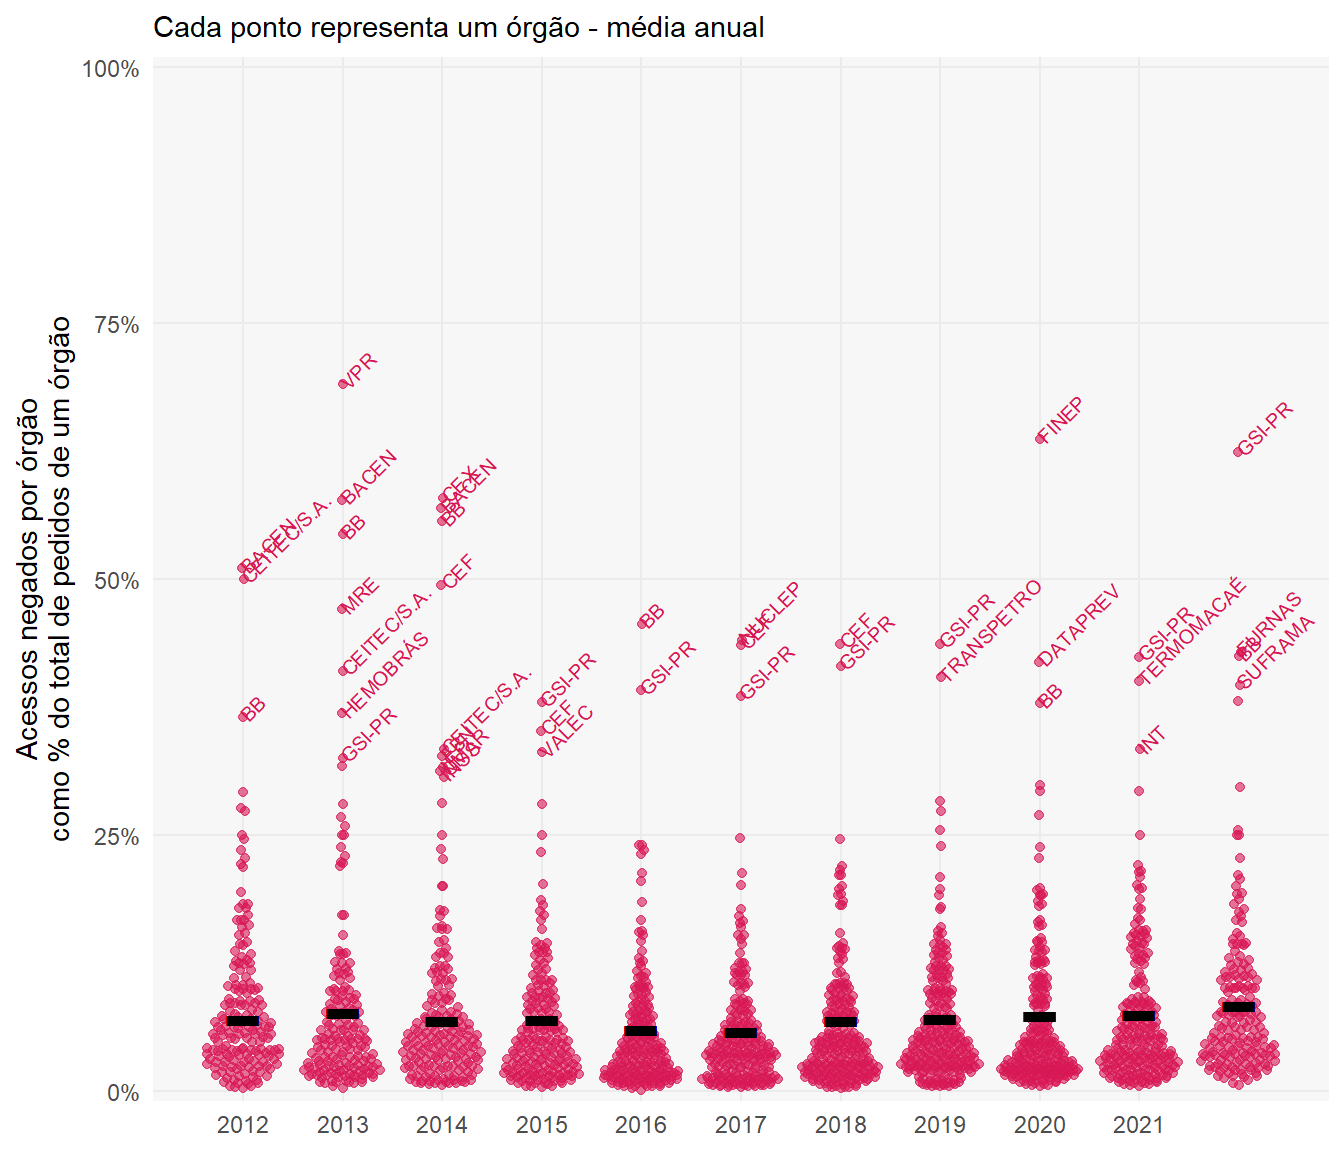 Cada ponto representa um órgão - média anual
Acessos negados por órgão
como % do total de pedidos de um órgão
100%
75%
50%
25%
0%
BACEN
CEITEC/S.A.
BB
VPR
BACEN
BB
MRE
CEITEC/S.A.
HEMOBRÁS
GSI-PR
CEX
BACEN
BB
CEF
CEITEC/S.A.
GSI-PR
CEF
VALEC
BB
GSI-PR
NUCLEP
CEF
GSI-PR
CEF
GSI-PR
GSI-PR
TRANSPETRO
FINEP
DATAPREV
BB
GSI-PR
TERMOMACAÉ
INT
GSI-PR
FURNAS
BB
SUFRAMA
2012
2013
2014
2015
2016
2017
2018
2019
2020
2021